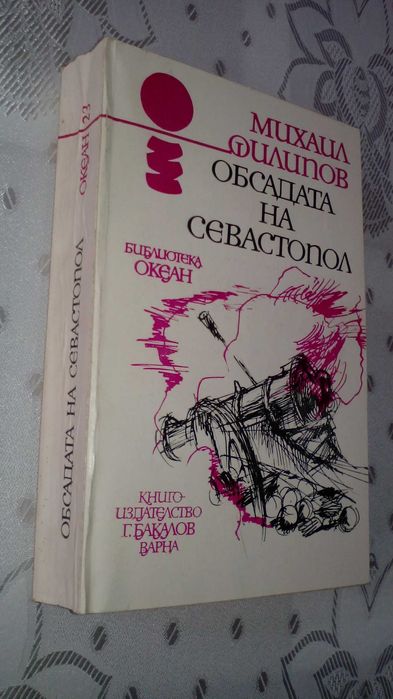 МИХАИЛ
ФИЛИПОВ
ОБСАДАТА
НА
СЕВАСТОПОЛ
БИБЛИОТЕКА
ОКЕАН
КНИГО-
ИЗДАТЕЛСТВО
Г. БАКАЛОВ
ВАРНА
ОБСАДАТА НА СЕВАСТОПОЛ
ОКЕАН 23